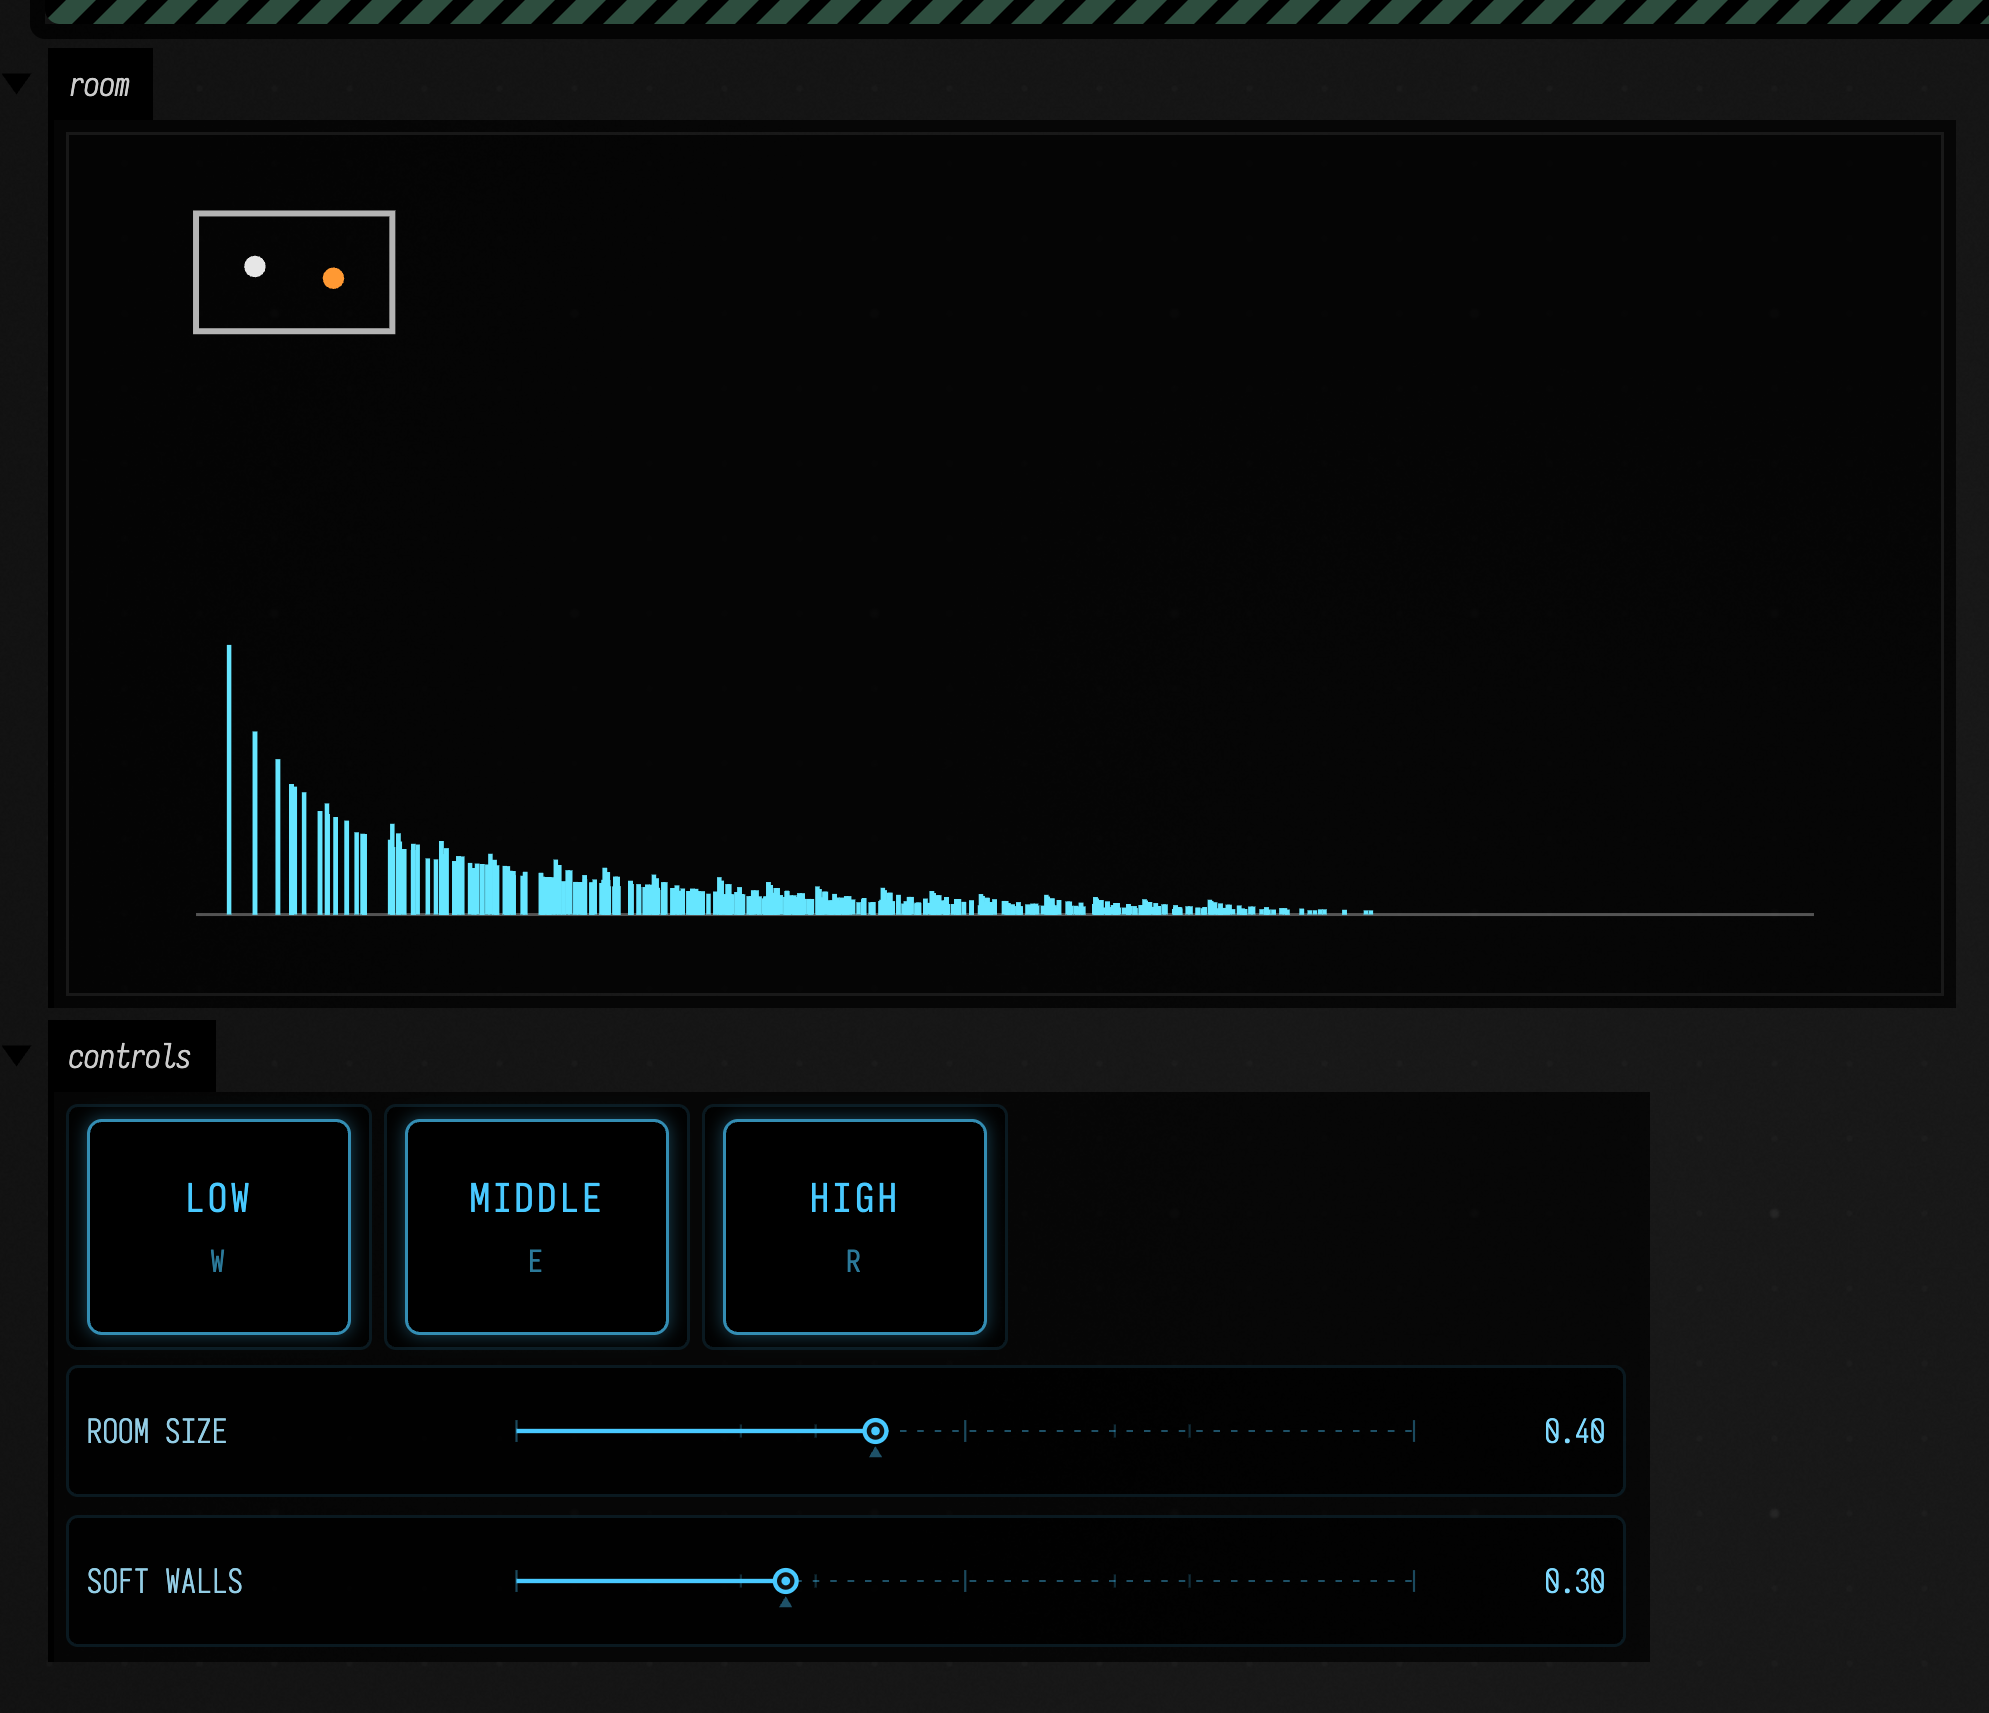 room
controls
LOW
W
MIDDLE
E
HIGH
R
ROOM SIZE 0.40
SOFT WALLS 0.30